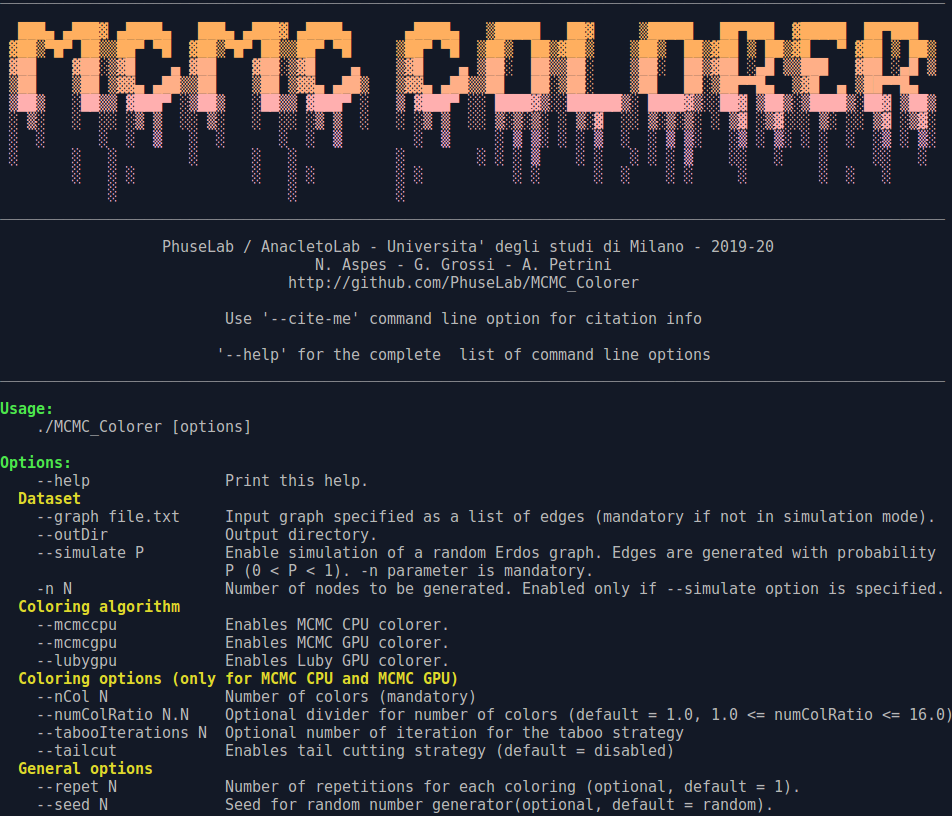 MCMC COLORER
PhuseLab / AnacletoLab - Universita' degli studi di Milano - 2019-20
N. Aspes - G. Grossi - A. Petrini
http://github.com/PhuseLab/MCMC_Colorer
Use '--cite-me' command line option for citation info
'--help' for the complete  list of command line options
Usage:
./MCMC_Colorer [options]
Options:
--help Print this help.
Dataset
--graph file.txt Input graph specified as a list of edges (mandatory if not in simulation mode).
--outDir Output directory.
--simulate P Enable simulation of a random Erdos graph. Edges are generated with probability
P (0 < P < 1). -n parameter is mandatory.
-n N Number of nodes to be generated. Enabled only if --simulate option is specified.
Coloring algorithm
--mcmccpu Enables MCMC CPU colorer.
--mcmcgpu Enables MCMC GPU colorer.
--lubygpu Enables Luby GPU colorer.
Coloring options (only for MCMC CPU and MCMC GPU)
--nCol N Number of colors (mandatory)
--numColRatio N.N Optional divider for number of colors (default = 1.0, 1.0 <= numColRatio <= 16.0)
--tabooIterations N Optional number of iteration for the taboo strategy
--tailcut Enables tail cutting strategy (default = disabled)
General options
--repet N Number of repetitions for each coloring (optional, default = 1).
--seed N Seed for random number generator(optional, default = random).